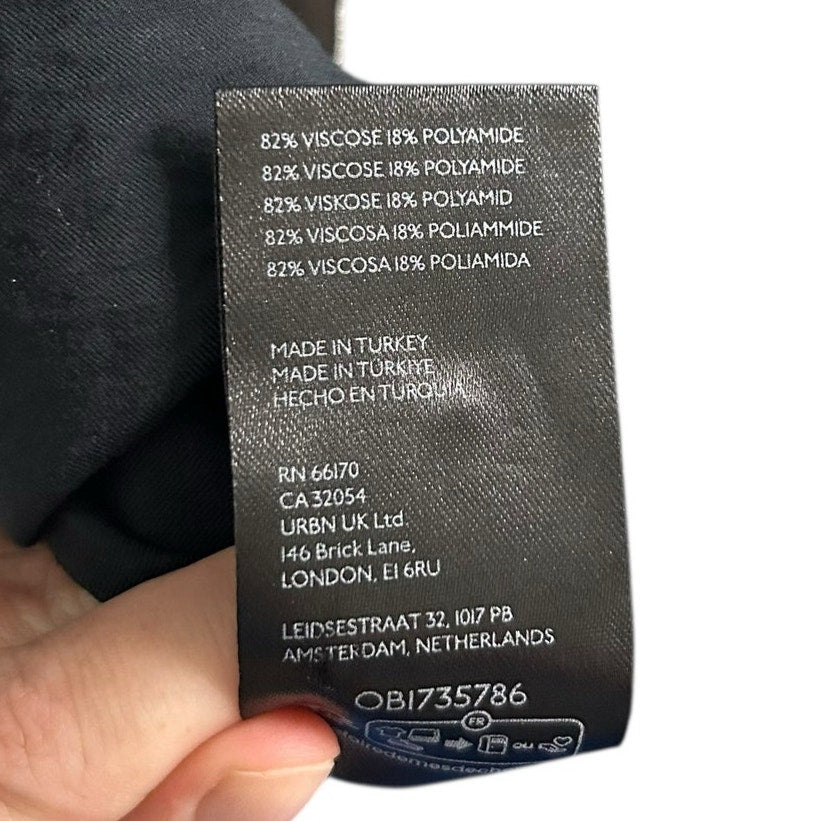 82% VISCOSE 18% POLYAMIDE
82% VISCOSE 18% POLYAMIDE
82% VISKOSE 18% POLYAMID
82% VISCOSA 18% POLIAMMIDE
82% VISCOSA 18% POLIAMIDA
MADE IN TURKEY
MADE IN TÜRKIYE
HECHO EN TURQUIA
RN 66170
CA 32054
URBN UK Ltd.
146 Brick Lane,
LONDON, E1 6RU
LEIDSESTRAAT 32, 1017 PB
AMSTERDAM, NETHERLANDS
OB1735786
FR
OU